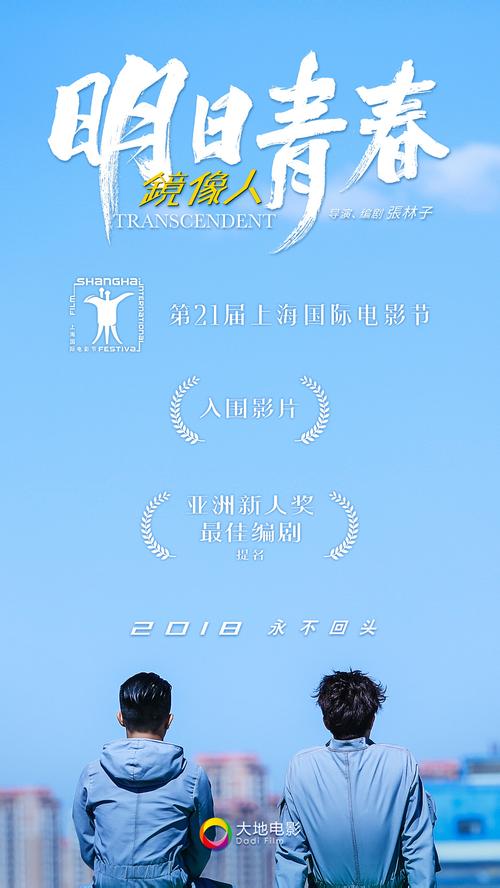 明日青春
鏡像人
TRANSCENDENT
导演、编剧 張林子
SHANGHAI INTERNATIONAL FILM FESTIVAL
上海国际电影节
第21届上海国际电影节
入围影片
亚洲新人奖
最佳编剧
提名
2018 永不回头
大地电影
Dadi Film